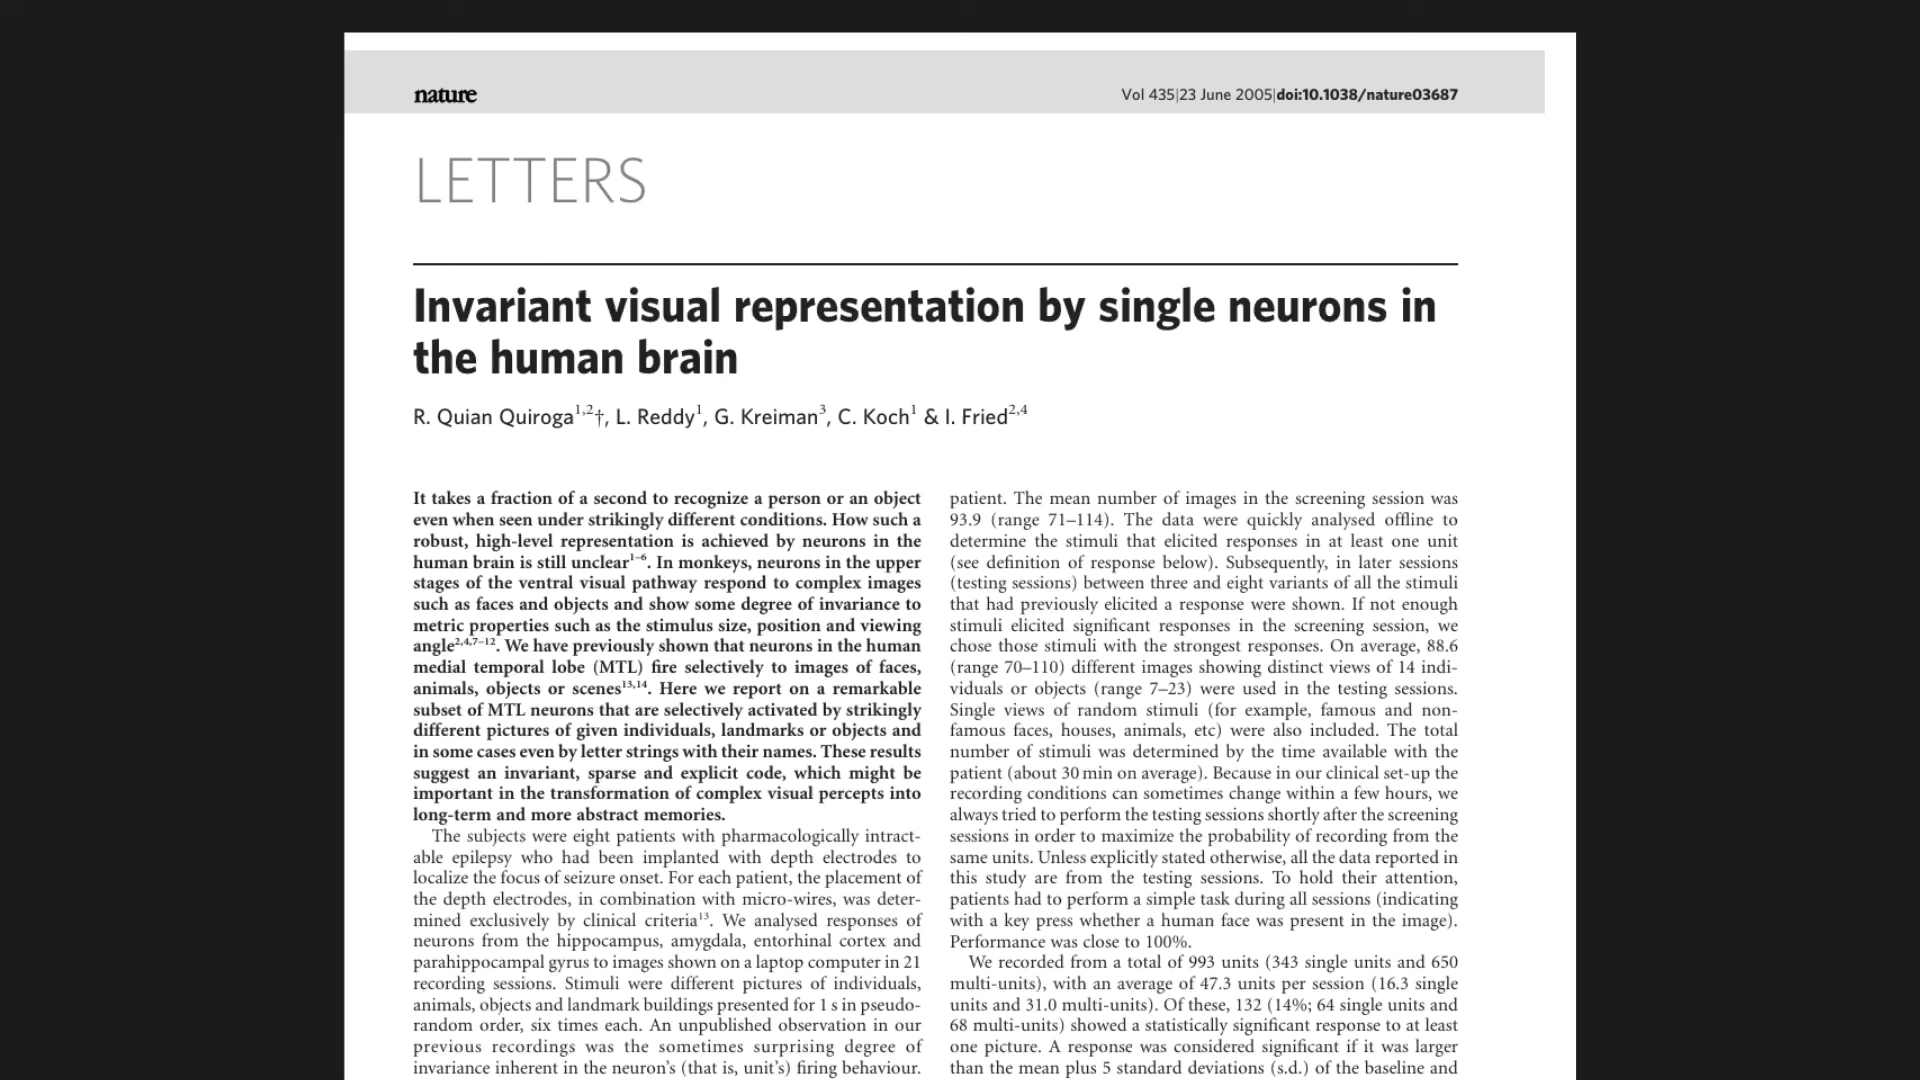 nature
Vol 435|23 June 2005|doi:10.1038/nature03687
LETTERS
Invariant visual representation by single neurons in
the human brain
R. Quian Quiroga1,2†, L. Reddy1, G. Kreiman3, C. Koch1 & I. Fried2,4
It takes a fraction of a second to recognize a person or an object
even when seen under strikingly different conditions. How such a
robust, high-level representation is achieved by neurons in the
human brain is still unclear1–6. In monkeys, neurons in the upper
stages of the ventral visual pathway respond to complex images
such as faces and objects and show some degree of invariance to
metric properties such as the stimulus size, position and viewing
angle2,4,7–12. We have previously shown that neurons in the human
medial temporal lobe (MTL) fire selectively to images of faces,
animals, objects or scenes13,14. Here we report on a remarkable
subset of MTL neurons that are selectively activated by strikingly
different pictures of given individuals, landmarks or objects and
in some cases even by letter strings with their names. These results
suggest an invariant, sparse and explicit code, which might be
important in the transformation of complex visual percepts into
long-term and more abstract memories.
The subjects were eight patients with pharmacologically intract-
able epilepsy who had been implanted with depth electrodes to
localize the focus of seizure onset. For each patient, the placement of
the depth electrodes, in combination with micro-wires, was deter-
mined exclusively by clinical criteria13. We analysed responses of
neurons from the hippocampus, amygdala, entorhinal cortex and
parahippocampal gyrus to images shown on a laptop computer in 21
recording sessions. Stimuli were different pictures of individuals,
animals, objects and landmark buildings presented for 1 s in pseudo-
random order, six times each. An unpublished observation in our
previous recordings was the sometimes surprising degree of
invariance inherent in the neuron's (that is, unit's) firing behaviour.
patient. The mean number of images in the screening session was
93.9 (range 71–114). The data were quickly analysed offline to
determine the stimuli that elicited responses in at least one unit
(see definition of response below). Subsequently, in later sessions
(testing sessions) between three and eight variants of all the stimuli
that had previously elicited a response were shown. If not enough
stimuli elicited significant responses in the screening session, we
chose those stimuli with the strongest responses. On average, 88.6
(range 70–110) different images showing distinct views of 14 indi-
viduals or objects (range 7–23) were used in the testing sessions.
Single views of random stimuli (for example, famous and non-
famous faces, houses, animals, etc) were also included. The total
number of stimuli was determined by the time available with the
patient (about 30 min on average). Because in our clinical set-up the
recording conditions can sometimes change within a few hours, we
always tried to perform the testing sessions shortly after the screening
sessions in order to maximize the probability of recording from the
same units. Unless explicitly stated otherwise, all the data reported in
this study are from the testing sessions. To hold their attention,
patients had to perform a simple task during all sessions (indicating
with a key press whether a human face was present in the image).
Performance was close to 100%.
We recorded from a total of 993 units (343 single units and 650
multi-units), with an average of 47.3 units per session (16.3 single
units and 31.0 multi-units). Of these, 132 (14%; 64 single units and
68 multi-units) showed a statistically significant response to at least
one picture. A response was considered significant if it was larger
than the mean plus 5 standard deviations (s.d.) of the baseline and